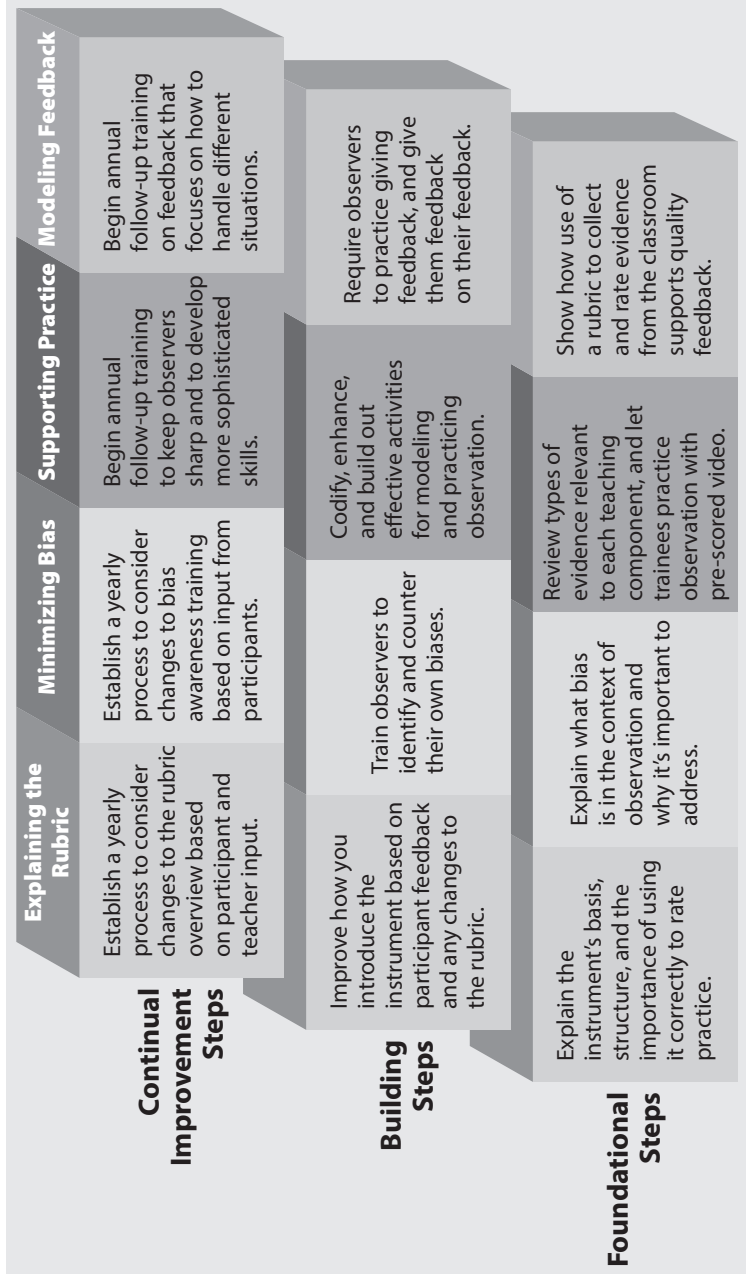 Explaining the
Rubric
Minimizing Bias
Supporting Practice
Modeling Feedback
Continual
Improvement
Steps
Establish a yearly
process to consider
changes to the rubric
overview based
on participant and
teacher input.
Establish a yearly
process to consider
changes to bias
awareness training
based on input from
participants.
Begin annual
follow-up training
to keep observers
sharp and to develop
more sophisticated
skills.
Begin annual
follow-up training
on feedback that
focuses on how to
handle different
situations.
Building
Steps
Improve how you
introduce the
instrument based on
participant feedback
and any changes to
the rubric.
Train observers to
identify and counter
their own biases.
Codify, enhance,
and build out
effective activities
for modeling
and practicing
observation.
Require observers
to practice giving
feedback, and give
them feedback
on their feedback.
Foundational
Steps
Explain the
instrument's basis,
structure, and the
importance of using
it correctly to rate
practice.
Explain what bias
is in the context of
observation and
why it's important to
address.
Review types of
evidence relevant
to each teaching
component, and let
trainees practice
observation with
pre-scored video.
Show how use of
a rubric to collect
and rate evidence
from the classroom
supports quality
feedback.